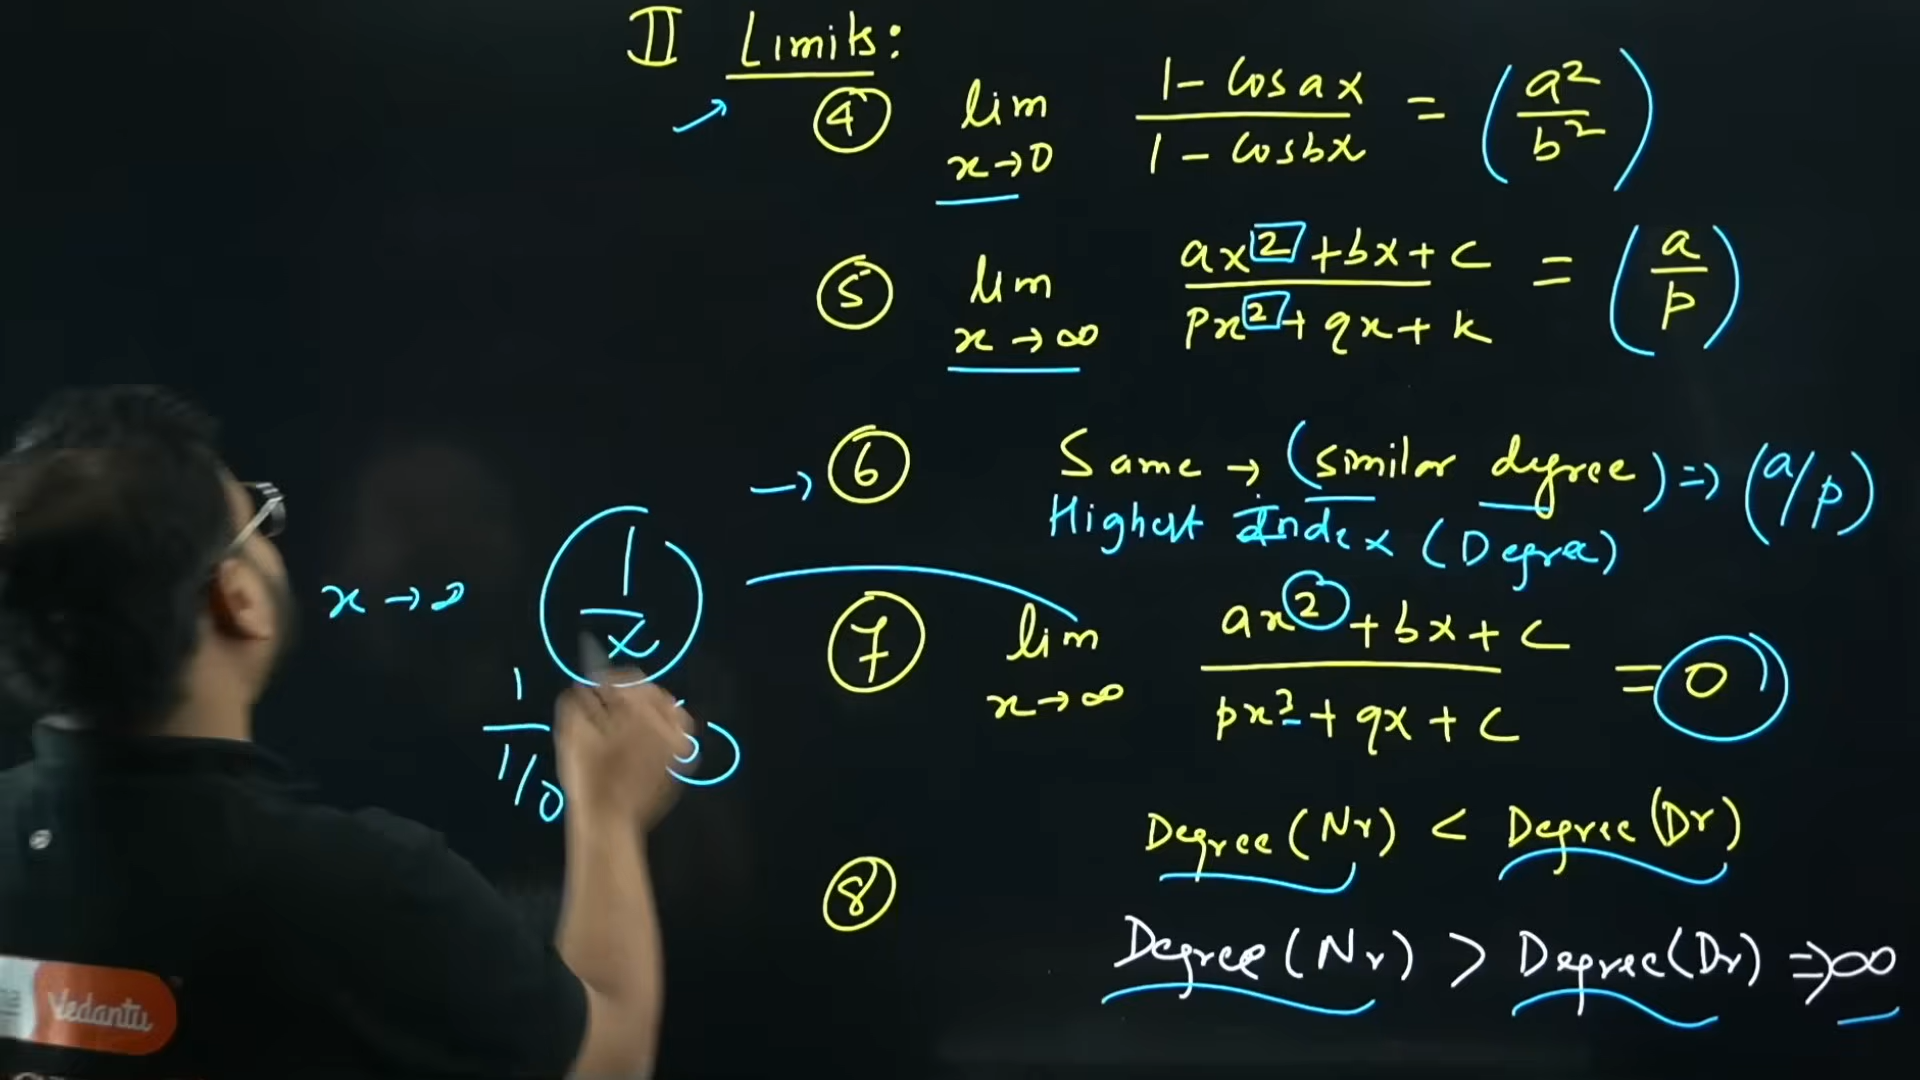 II Limits:
④ lim x→0 (1 - Cos ax)/(1 - Cos bx) = (a²/b²)
⑤ lim x→∞ (ax² + bx + c)/(px² + qx + k) = (a/p)
⑥ Same → (similar degree) ⇒ (a/p)
Highest Index (Degree)
x → ∞
1/x
1
1/0
⑦ lim x→∞ (ax² + bx + c)/(px³ + qx + c) = 0
Degree (Nr) < Degree (Dr)
⑧ Degree (Nr) > Degree (Dr) ⇒ ∞
Vedantu